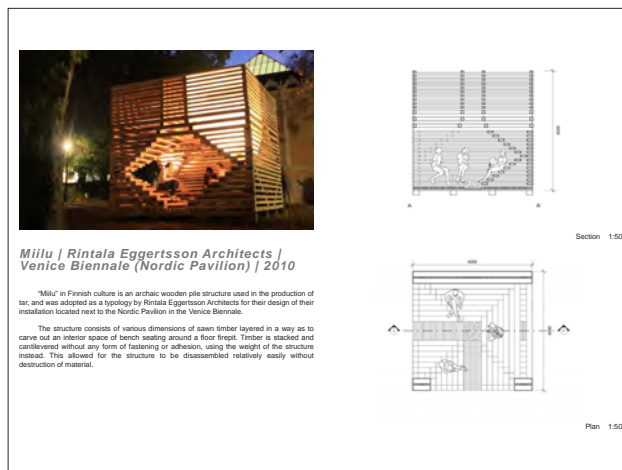 Miilu | Rintala Eggertsson Architects |
Venice Biennale (Nordic Pavilion) | 2010
"Miilu" in Finnish culture is an archaic wooden pile structure used in the production of
tar, and was adopted as a typology by Rintala Eggertsson Architects for their design of their
installation located next to the Nordic Pavilion in the Venice Biennale.
The structure consists of various dimensions of sawn timber layered in a way as to
carve out an interior space of bench seating around a floor firepit. Timber is stacked and
cantilevered without any form of fastening or adhesion, using the weight of the structure
instead. This allowed for the structure to be disassembled relatively easily without
destruction of material.
4000
A A'
Section 1:50
4000
4000
A A'
Plan 1:50